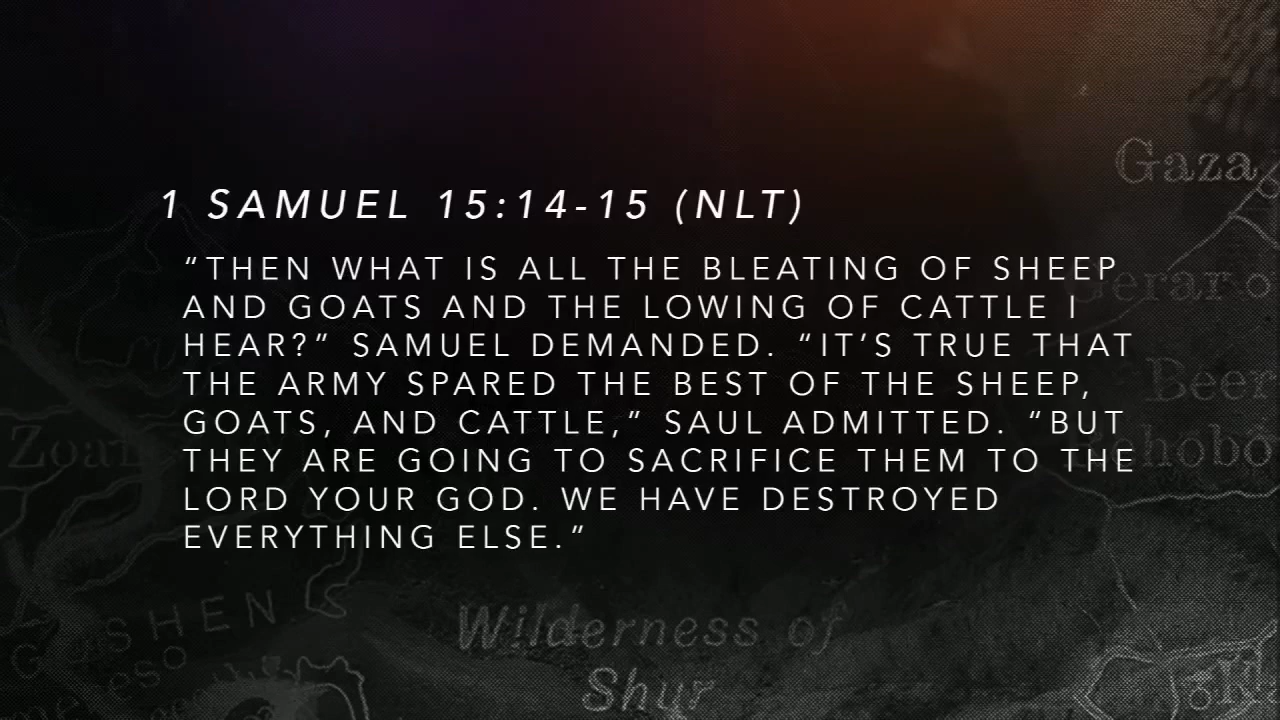 Gaza
1 SAMUEL 15:14-15 (NLT)
“THEN WHAT IS ALL THE BLEATING OF SHEEP
AND GOATS AND THE LOWING OF CATTLE I
HEAR?” SAMUEL DEMANDED. “IT’S TRUE THAT
THE ARMY SPARED THE BEST OF THE SHEEP,
GOATS, AND CATTLE,” SAUL ADMITTED. “BUT
THEY ARE GOING TO SACRIFICE THEM TO THE
LORD YOUR GOD. WE HAVE DESTROYED
EVERYTHING ELSE.”
Zoan
Beer
Wilderness of
Shur